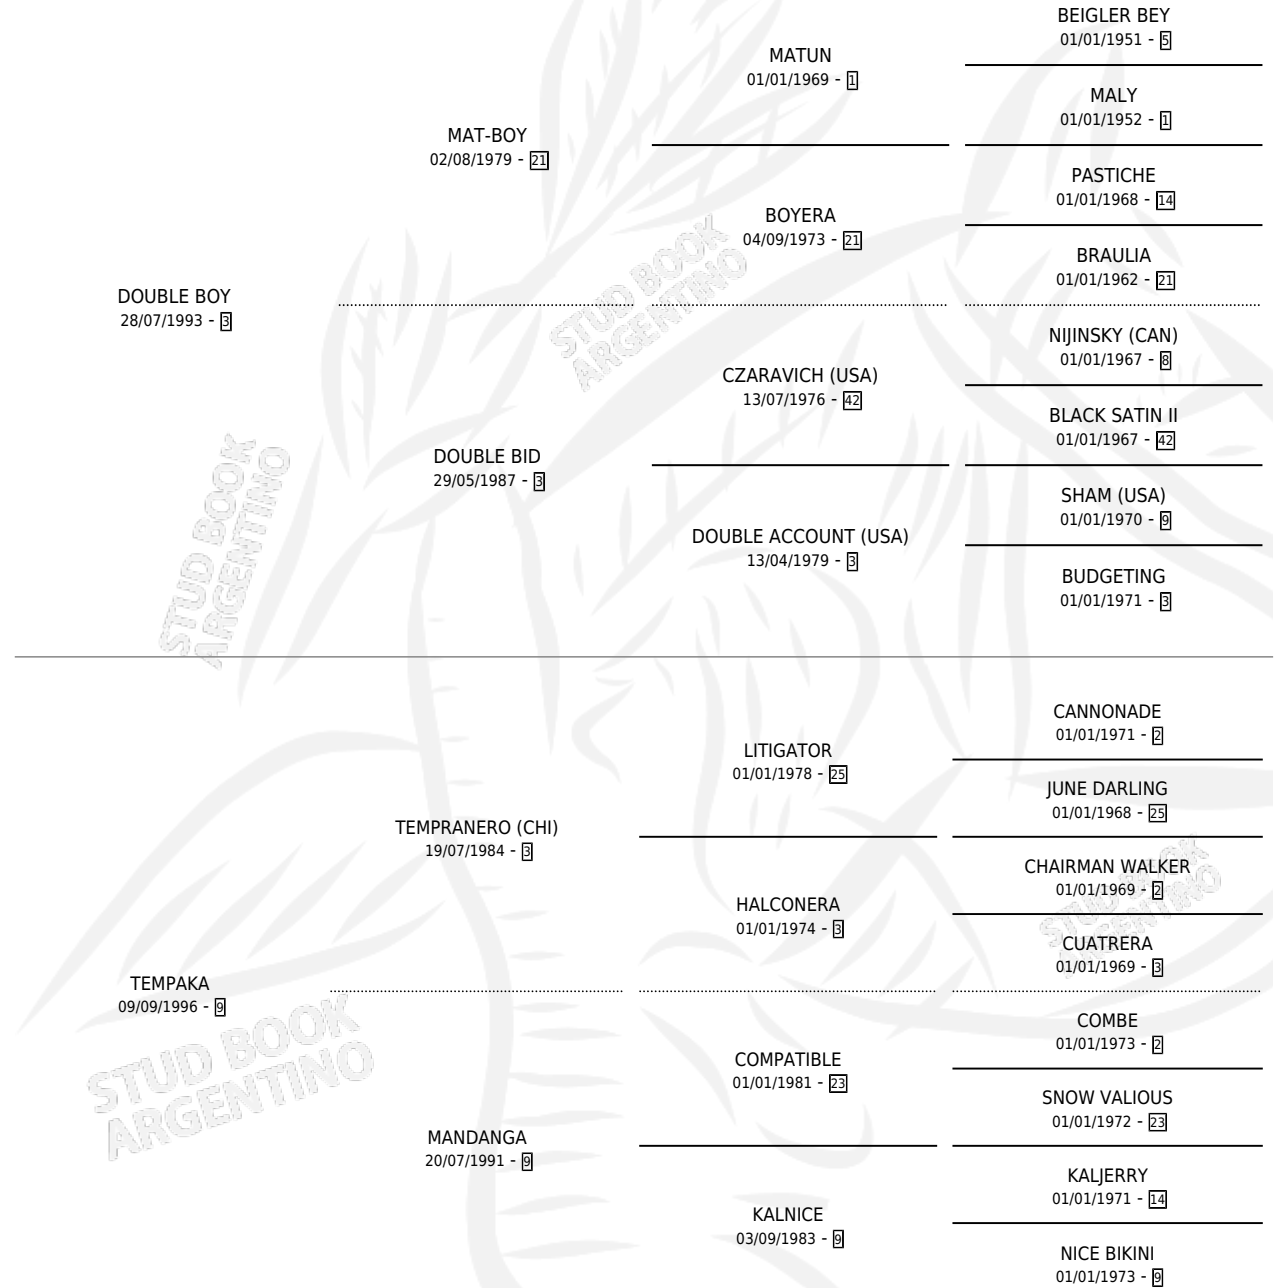 BEIGLER BEY
01/01/1951 - 5
MATUN
01/01/1969 - 1
MALY
01/01/1952 - 1
MAT-BOY
02/08/1979 - 21
PASTICHE
01/01/1968 - 14
BOYERA
04/09/1973 - 21
BRAULIA
01/01/1962 - 21
DOUBLE BOY
28/07/1993 - 3
STUD BOOK
ARGENTINO
NIJINSKY (CAN)
01/01/1967 - 8
CZARAVICH (USA)
13/07/1976 - 42
BLACK SATIN II
01/01/1967 - 42
DOUBLE BID
29/05/1987 - 3
SHAM (USA)
01/01/1970 - 9
DOUBLE ACCOUNT (USA)
13/04/1979 - 3
BUDGETING
01/01/1971 - 3
STUD BOOK
ARGENTINO
CANNONADE
01/01/1971 - 2
LITIGATOR
01/01/1978 - 25
JUNE DARLING
01/01/1968 - 25
TEMPRANERO (CHI)
19/07/1984 - 3
CHAIRMAN WALKER
01/01/1969 - 2
HALCONERA
01/01/1974 - 3
STUD BOOK
ARGENTINO
CUATRERA
01/01/1969 - 3
TEMPAKA
09/09/1996 - 9
COMBE
01/01/1973 - 2
COMPATIBLE
01/01/1981 - 23
STUD BOOK
ARGENTINO
SNOW VALIOUS
01/01/1972 - 23
MANDANGA
20/07/1991 - 9
KALJERRY
01/01/1971 - 14
KALNICE
03/09/1983 - 9
NICE BIKINI
01/01/1973 - 9